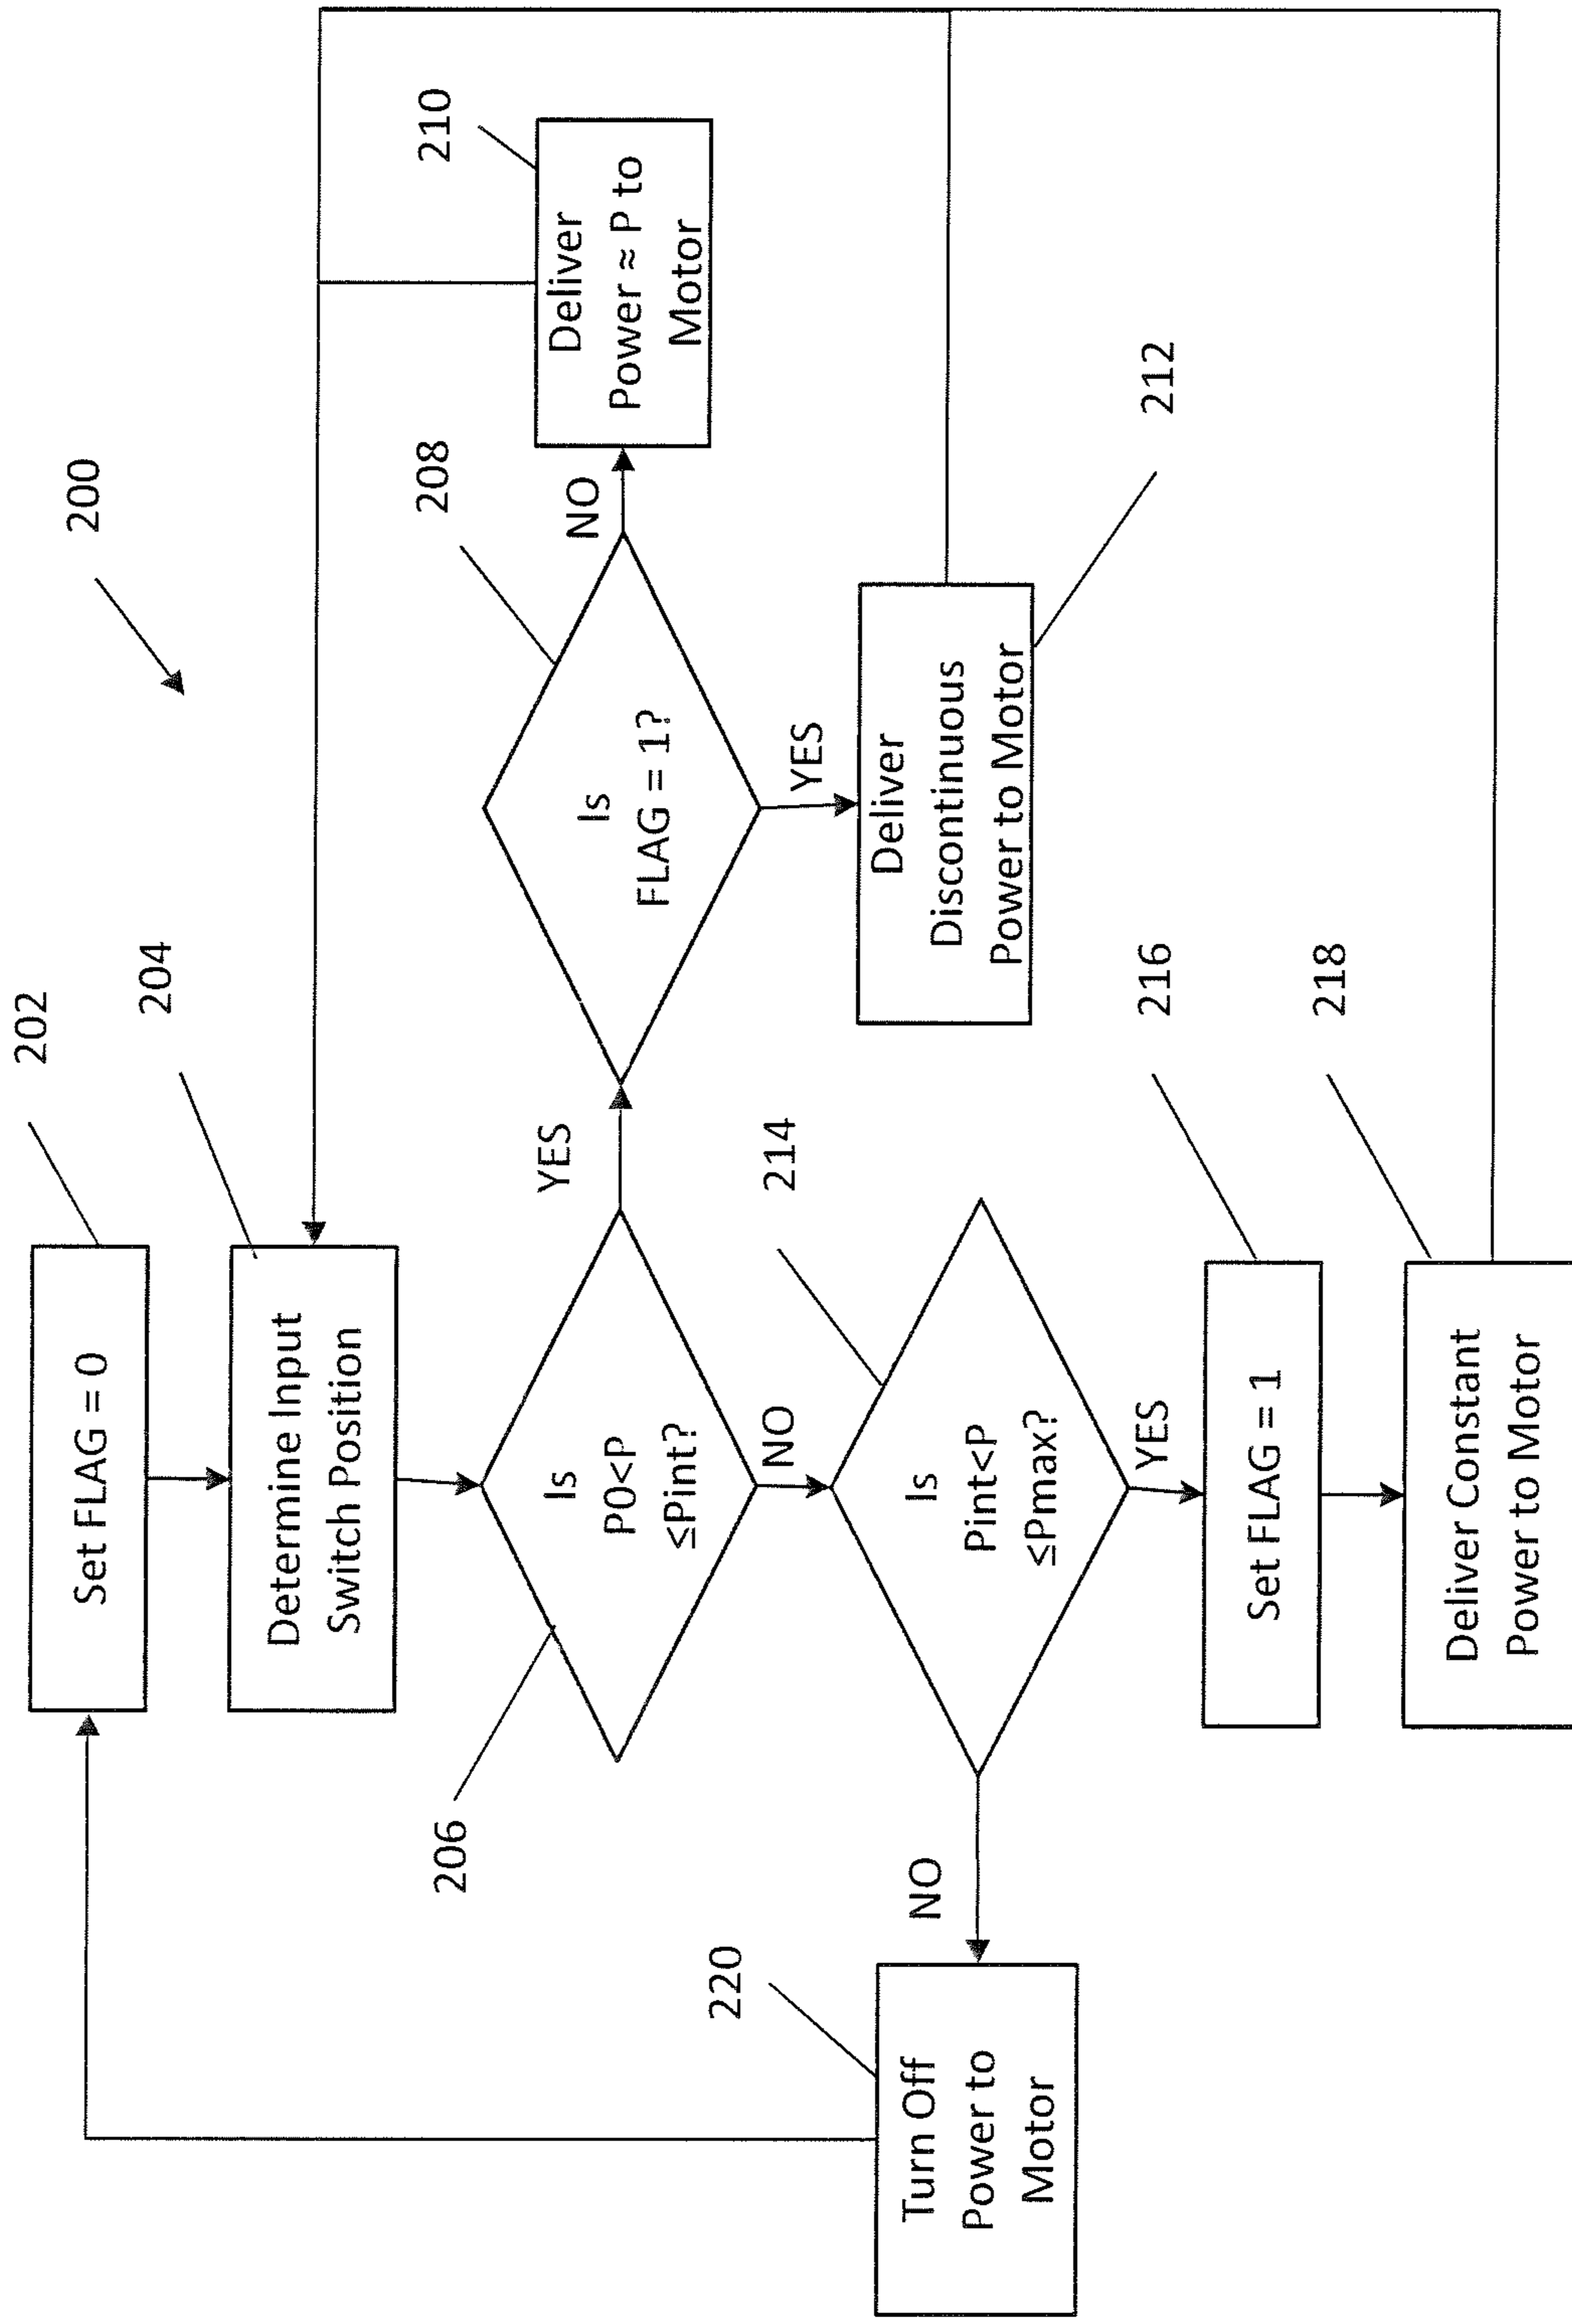 200
202
Set FLAG = 0
204
Determine Input
Switch Position
206
Is
P0<P
≤Pint?
YES
NO
208
Is
FLAG = 1?
NO
YES
210
Deliver
Power ≈ P to
Motor
212
Deliver
Discontinuous
Power to Motor
214
Is
Pint<P
≤Pmax?
NO
YES
220
Turn Off
Power to
Motor
216
Set FLAG = 1
218
Deliver Constant
Power to Motor